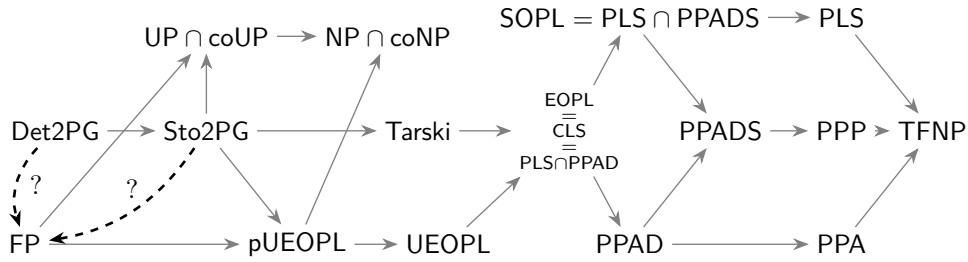 SOPL = PLS ∩ PPADS
PLS
UP ∩ coUP
NP ∩ coNP
EOPL
=
CLS
=
PLS∩PPAD
Det2PG
Sto2PG
Tarski
PPADS
PPP
TFNP
?
?
FP
pUEOPL
UEOPL
PPAD
PPA